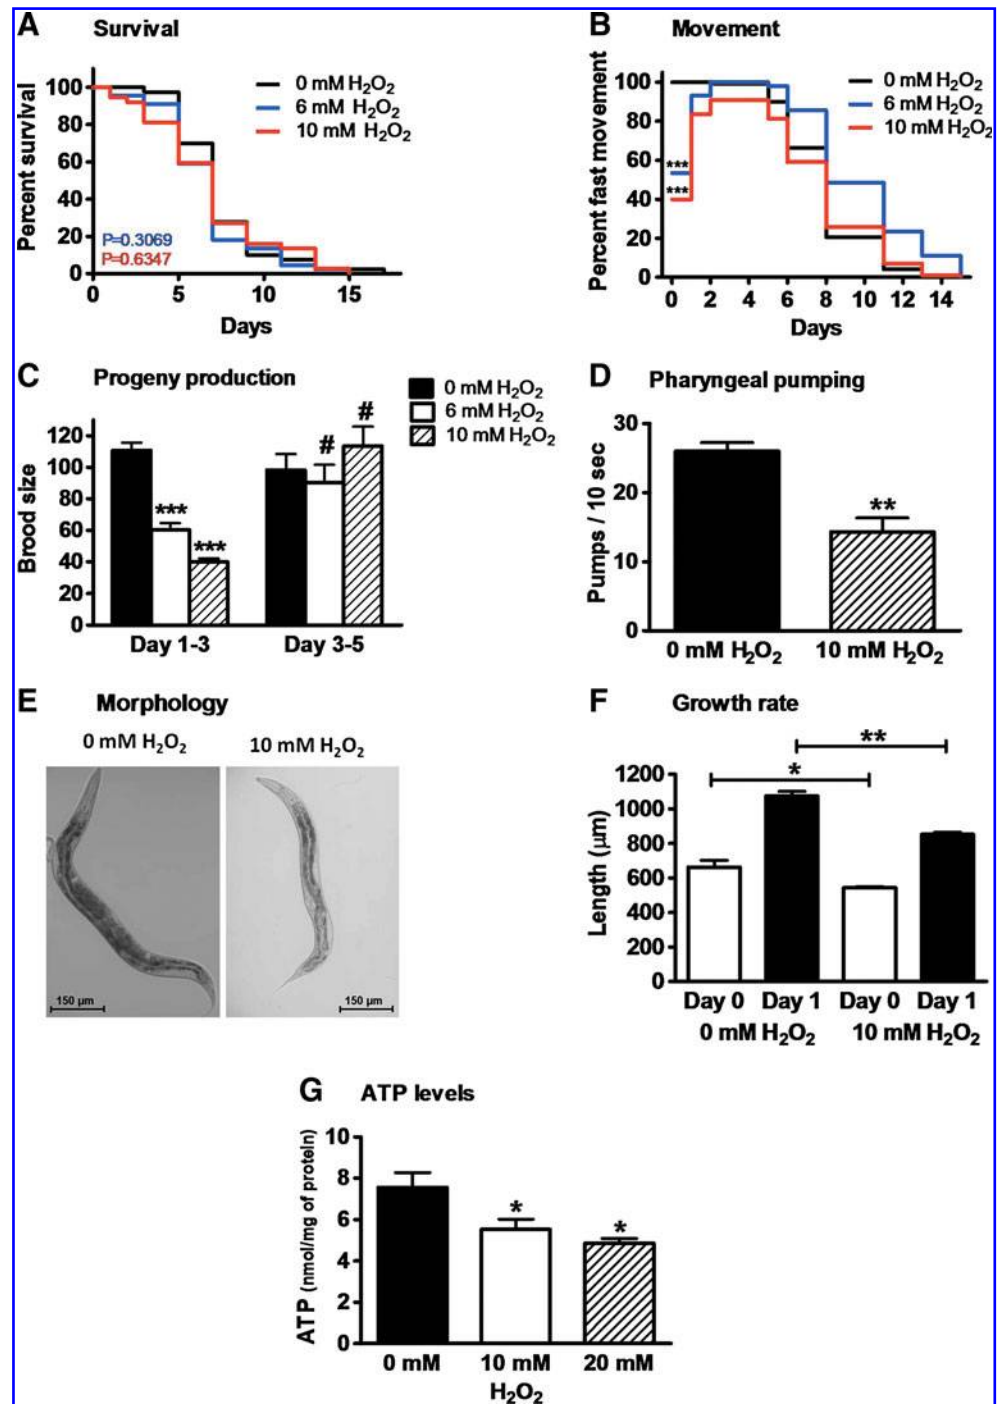 A Survival
Percent survival
100
80
60
40
20
0
0 mM H₂O₂
6 mM H₂O₂
10 mM H₂O₂
P=0.3069
P=0.6347
0 5 10 15
Days
B Movement
Percent fast movement
100
80
60
40
20
0
0 mM H₂O₂
6 mM H₂O₂
10 mM H₂O₂
***
***
0 2 4 6 8 10 12 14
Days
C Progeny production
0 mM H₂O₂
6 mM H₂O₂
10 mM H₂O₂
Brood size
120
100
80
60
40
20
0
***
***
#
#
Day 1-3 Day 3-5
D Pharyngeal pumping
Pumps / 10 sec
30
20
10
0
**
0 mM H₂O₂ 10 mM H₂O₂
E Morphology
0 mM H₂O₂ 10 mM H₂O₂
150 µm 150 µm
F Growth rate
**
*
Length (µm)
1200
1000
800
600
400
200
0
Day 0 Day 1 Day 0 Day 1
0 mM H₂O₂ 10 mM H₂O₂
G ATP levels
ATP (nmol/mg of protein)
10
8
6
4
2
0
*
*
0 mM 10 mM 20 mM
H₂O₂